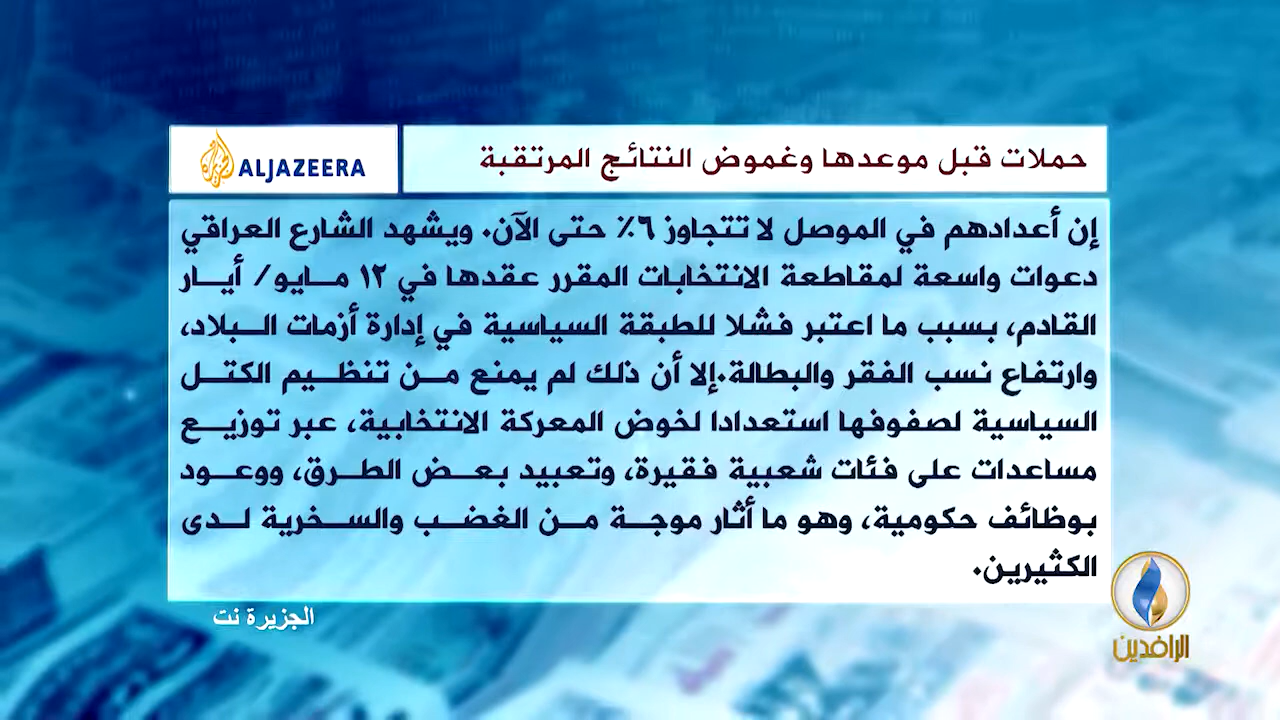 حملات قبل موعدها وغموض النتائج المرتقبة
الجزيرة
ALJAZEERA
إن أعدادهم في الموصل لا تتجاوز ٦٪ حتى الآن. ويشهد الشارع العراقي
دعوات واسعة لمقاطعة الانتخابات المقرر عقدها في ١٢ مايو/ أيار
القادم، بسبب ما اعتبر فشلا للطبقة السياسية في إدارة أزمات البلاد،
وارتفاع نسب الفقر والبطالة.إلا أن ذلك لم يمنع من تنظيم الكتل
السياسية لصفوفها استعدادا لخوض المعركة الانتخابية، عبر توزيع
مساعدات على فئات شعبية فقيرة، وتعبيد بعض الطرق، ووعود
بوظائف حكومية، وهو ما أثار موجة من الغضب والسخرية لدى
الكثيرين.
الجزيرة نت
الرافدين